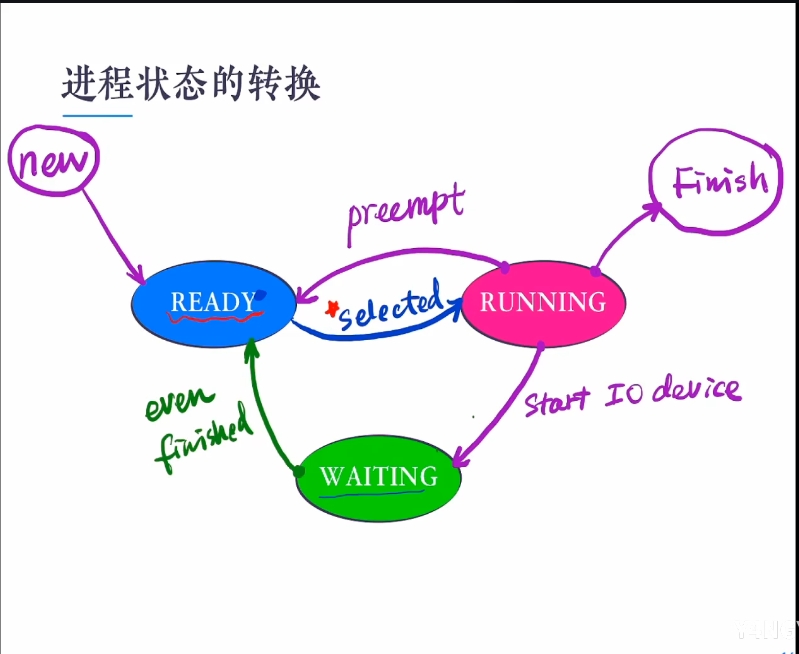 进程状态的转换
new
Finish
preempt
READY
*selected
RUNNING
even
finished
start IO device
WAITING